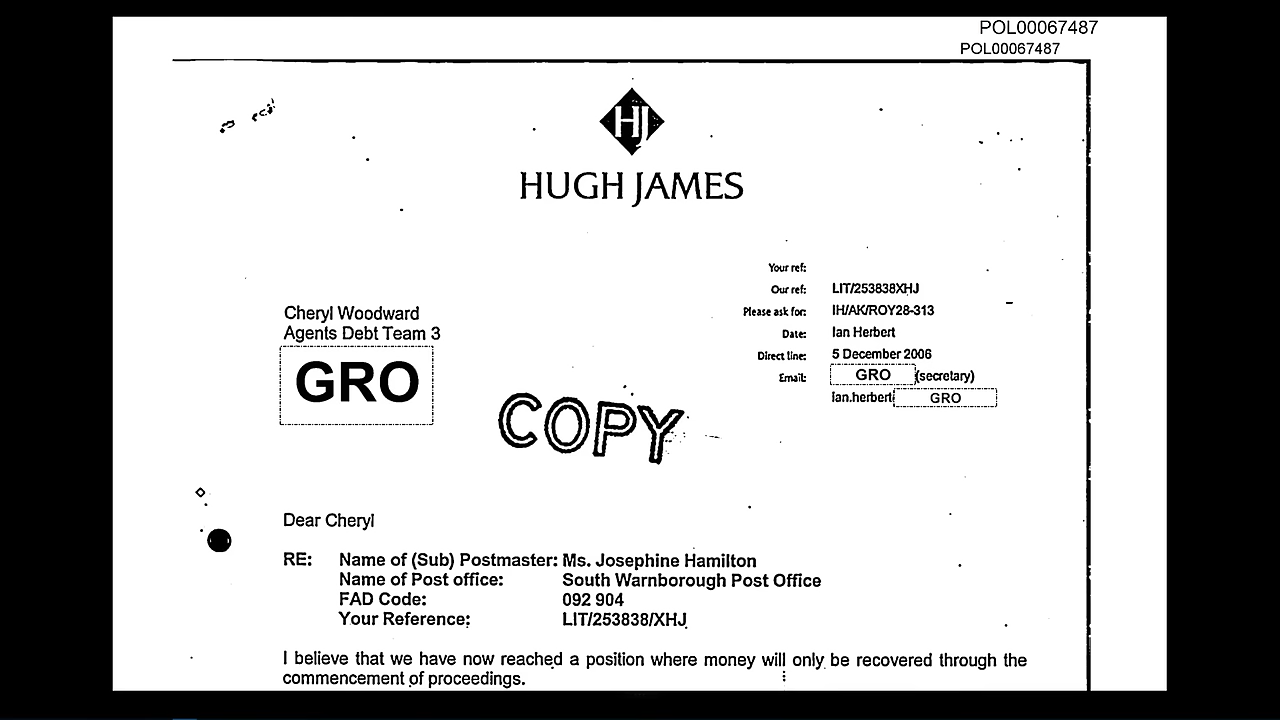 POL00067487
POL00067487
HJ
HUGH JAMES
Your ref:
Our ref: LIT/253838XHJ
Please ask for: IH/AK/ROY28-313
Date: Ian Herbert
Direct line: 5 December 2006
Email: GRO (secretary)
Ian.herbert GRO
Cheryl Woodward
Agents Debt Team 3
GRO
COPY
Dear Cheryl
RE: Name of (Sub) Postmaster: Ms. Josephine Hamilton
Name of Post office: South Warnborough Post Office
FAD Code: 092 904
Your Reference: LIT/253838/XHJ
I believe that we have now reached a position where money will only be recovered through the
commencement of proceedings.